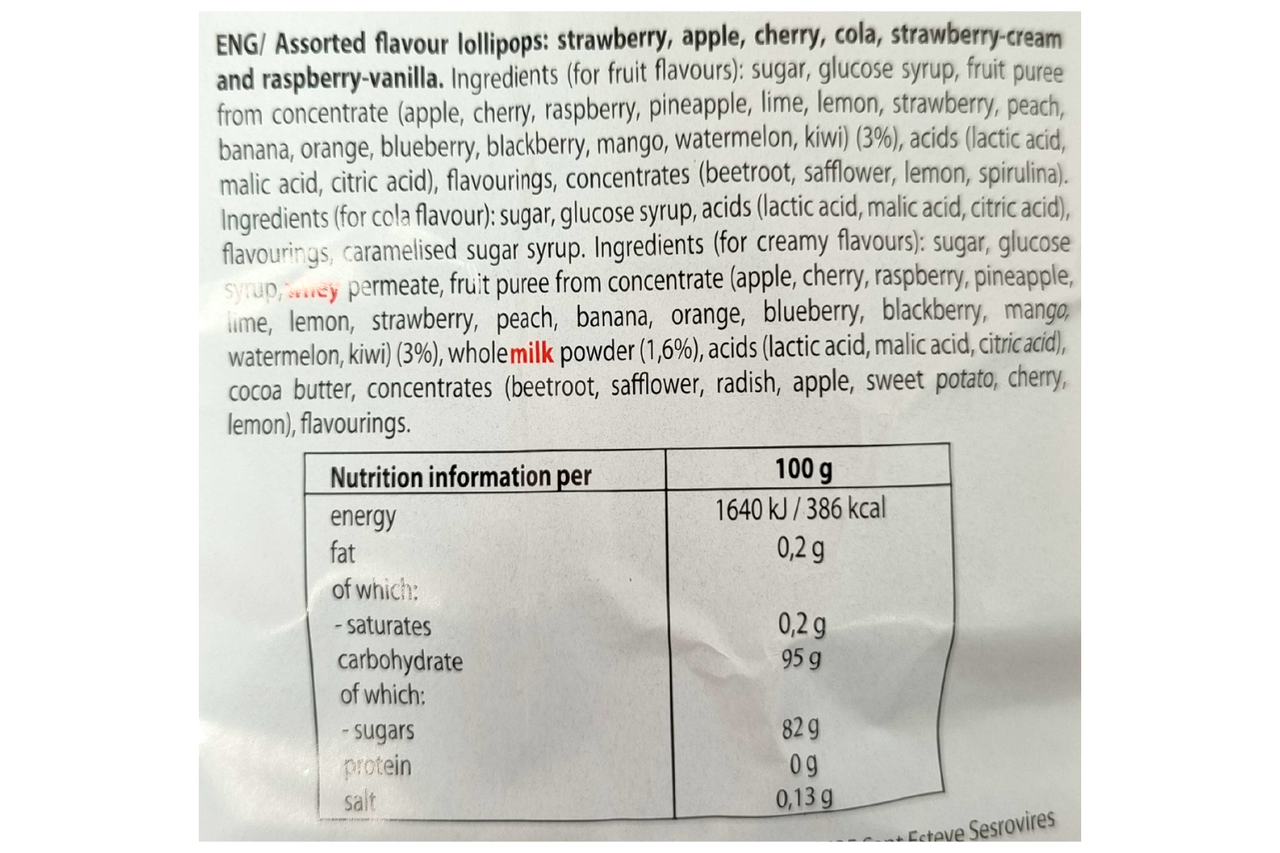 ENG/ Assorted flavour lollipops: strawberry, apple, cherry, cola, strawberry-cream
and raspberry-vanilla. Ingredients (for fruit flavours): sugar, glucose syrup, fruit puree
from concentrate (apple, cherry, raspberry, pineapple, lime, lemon, strawberry, peach,
banana, orange, blueberry, blackberry, mango, watermelon, kiwi) (3%), acids (lactic acid,
malic acid, citric acid), flavourings, concentrates (beetroot, safflower, lemon, spirulina).
Ingredients (for cola flavour): sugar, glucose syrup, acids (lactic acid, malic acid, citric acid),
flavourings, caramelised sugar syrup. Ingredients (for creamy flavours): sugar, glucose
syrup, whey permeate, fruit puree from concentrate (apple, cherry, raspberry, pineapple,
lime, lemon, strawberry, peach, banana, orange, blueberry, blackberry, mango,
watermelon, kiwi) (3%), whole milk powder (1,6%), acids (lactic acid, malic acid, citric acid),
cocoa butter, concentrates (beetroot, safflower, radish, apple, sweet potato, cherry,
lemon), flavourings.
Nutrition information per 100 g
energy 1640 kJ / 386 kcal
fat 0,2 g
of which:
- saturates 0,2 g
carbohydrate 95 g
of which:
- sugars 82 g
protein 0 g
salt 0,13 g
Esteve Sesrovires